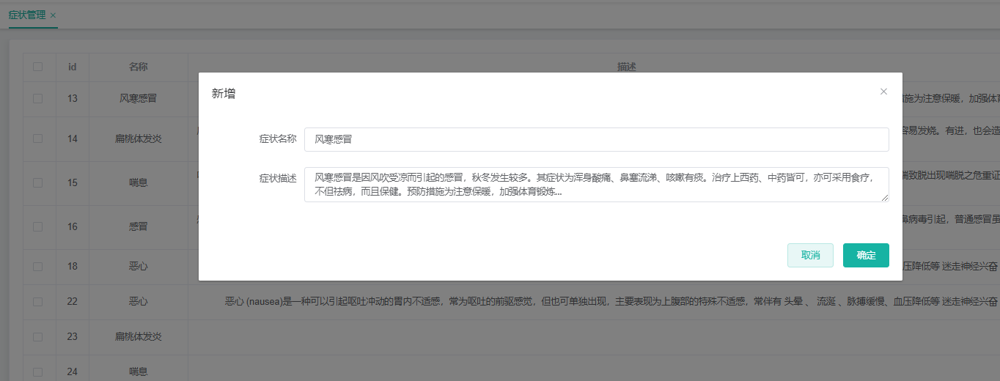 症状管理 ×
id 名称 描述
13 风寒感冒 措施为注意保暖，加强体育
14 扁桃体发炎 容易发烧。有进，也会造
15 喘息 喘致脱出现喘脱之危重证
16 感冒 鼻病毒引起，普通感冒虽
18 恶心 血压降低等 迷走神经兴奋
22 恶心 恶心 (nausea)是一种可以引起呕吐冲动的胃内不适感，常为呕吐的前驱感觉，但也可单独出现，主要表现为上腹部的特殊不适感，常伴有 头晕 、 流涎 、脉搏缓慢、血压降低等 迷走神经兴奋
23 扁桃体发炎
24 喘息
新增 ×
症状名称 风寒感冒
症状描述 风寒感冒是因风吹受凉而引起的感冒，秋冬发生较多。其症状为浑身酸痛、鼻塞流涕、咳嗽有痰。治疗上西药、中药皆可，亦可采用食疗，
不但祛病，而且保健。预防措施为注意保暖，加强体育锻炼...
取消 确定